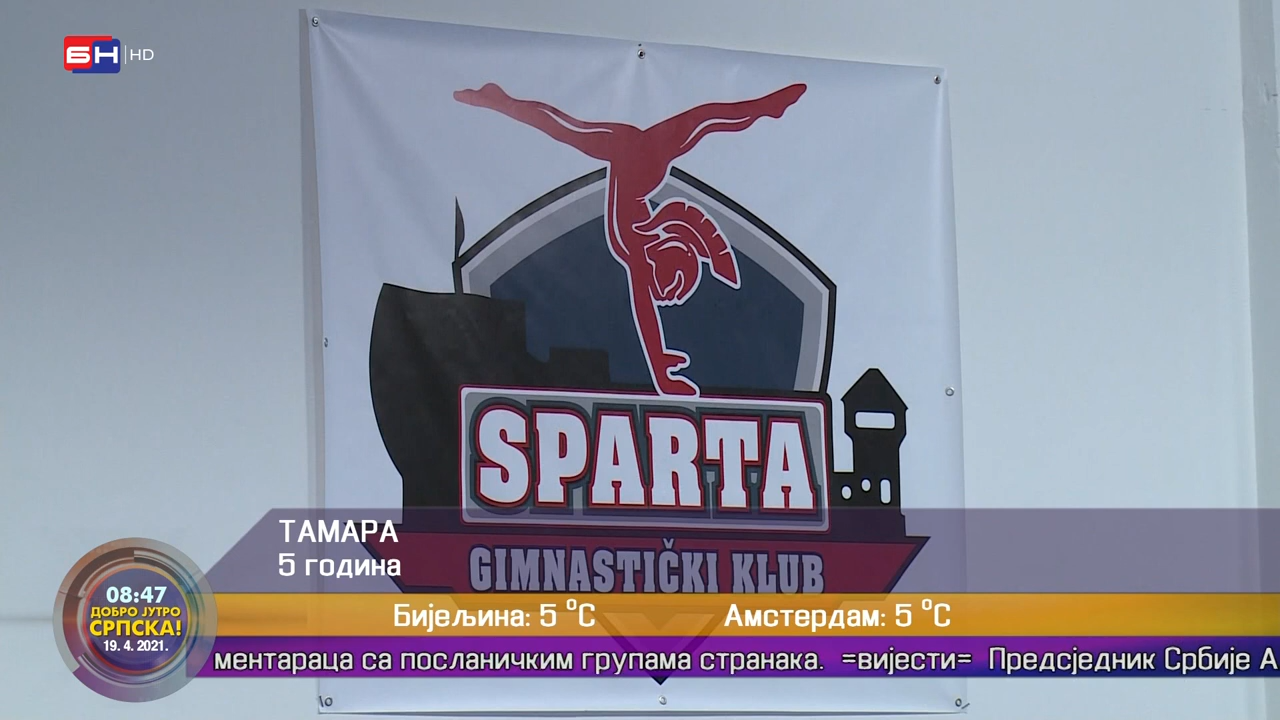 БН HD
SPARTA
GIMNASTIČKI KLUB
ТАМАРА
5 година
08:47
ДОБРО ЈУТРО
СРПСКА!
19. 4. 2021.
Бијељина: 5 °C Амстердам: 5 °C
ментараца са посланичким групама странака. =вијести= Предсједник Србије А